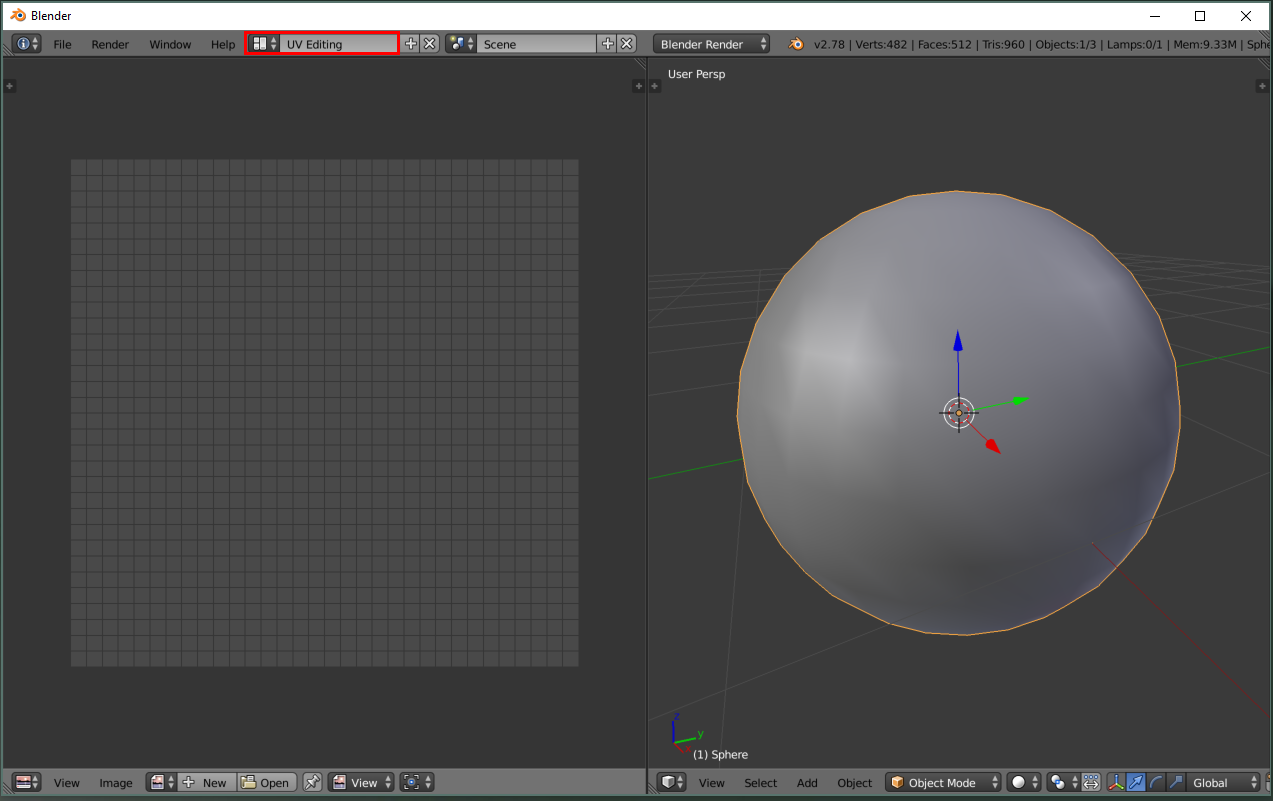 Blender
File Render Window Help UV Editing Scene Blender Render v2.78 | Verts:482 | Faces:512 | Tris:960 | Objects:1/3 | Lamps:0/1 | Mem:9.33M | Sphe
User Persp
z
y
(1) Sphere
View Image New Open View
View Select Add Object Object Mode Global